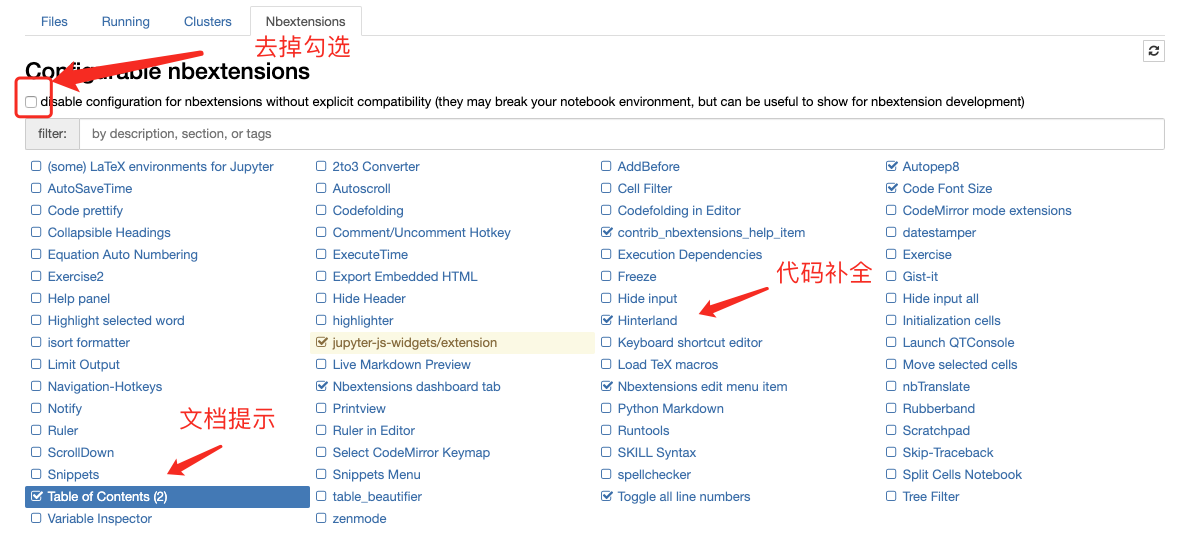 Files Running Clusters Nbextensions
去掉勾选
Configurable nbextensions
disable configuration for nbextensions without explicit compatibility (they may break your notebook environment, but can be useful to show for nbextension development)
filter: by description, section, or tags
(some) LaTeX environments for Jupyter 2to3 Converter AddBefore Autopep8
AutoSaveTime Autoscroll Cell Filter Code Font Size
Code prettify Codefolding Codefolding in Editor CodeMirror mode extensions
Collapsible Headings Comment/Uncomment Hotkey contrib_nbextensions_help_item datestamper
Equation Auto Numbering ExecuteTime Execution Dependencies Exercise
代码补全
Exercise2 Export Embedded HTML Freeze Gist-it
Help panel Hide Header Hide input Hide input all
Highlight selected word highlighter Hinterland Initialization cells
isort formatter jupyter-js-widgets/extension Keyboard shortcut editor Launch QTConsole
Limit Output Live Markdown Preview Load TeX macros Move selected cells
Navigation-Hotkeys Nbextensions dashboard tab Nbextensions edit menu item nbTranslate
Notify Printview Python Markdown Rubberband
文档提示
Ruler Ruler in Editor Runtools Scratchpad
ScrollDown Select CodeMirror Keymap SKILL Syntax Skip-Traceback
Snippets Snippets Menu spellchecker Split Cells Notebook
Table of Contents (2) table_beautifier Toggle all line numbers Tree Filter
Variable Inspector zenmode